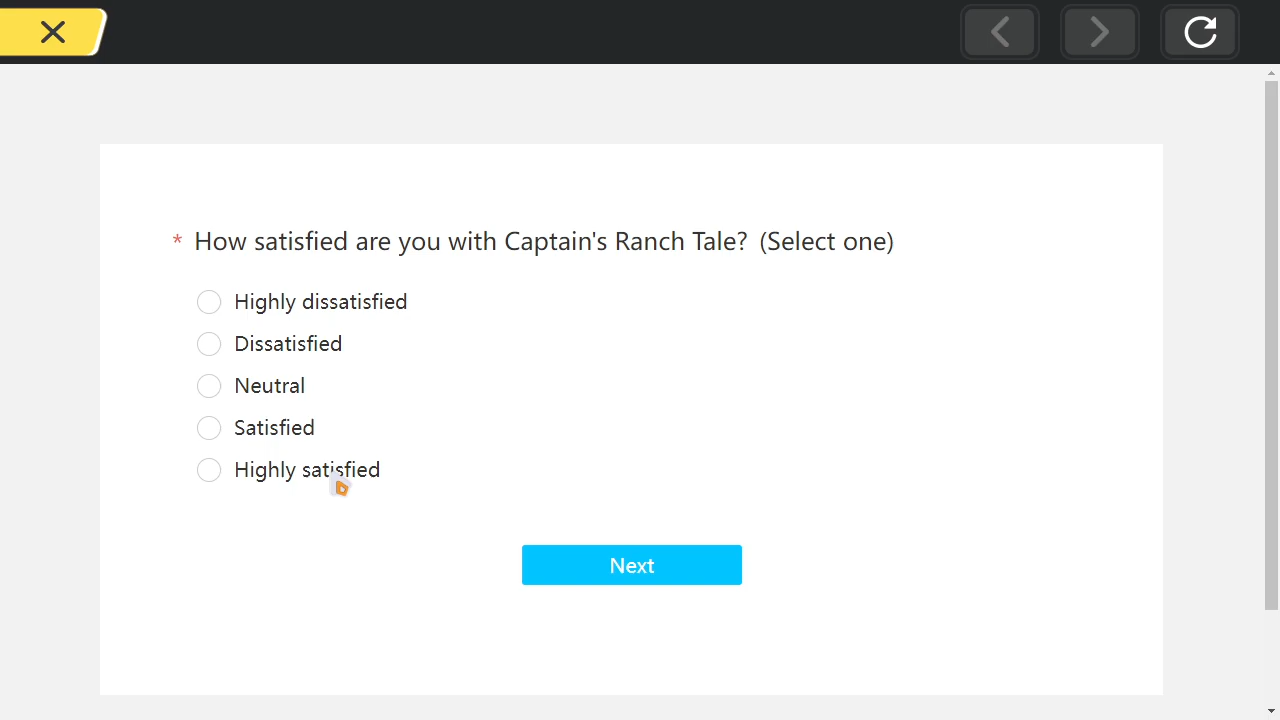 * How satisfied are you with Captain's Ranch Tale? (Select one)
Highly dissatisfied
Dissatisfied
Neutral
Satisfied
Highly satisfied
Next